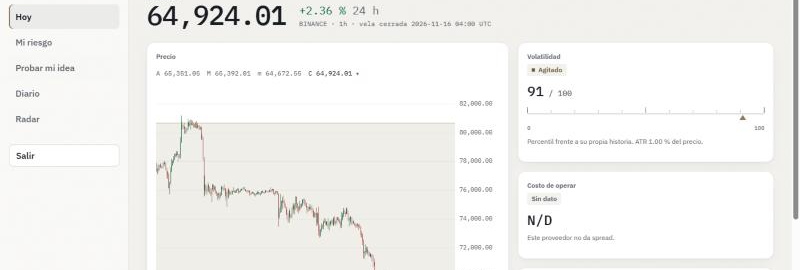 Hoy
Mi riesgo
Probar mi idea
Diario
Radar
Salir
64,924.01
+2.36 % 24 h
BINANCE · 1h · vela cerrada 2026-11-16 04:00 UTC
Precio
A 65,351.05 M 65,392.01 m 64,672.55 C 64,924.01 •
82,000.00
80,000.00
78,000.00
76,000.00
74,000.00
72,000.00
Volatilidad
Agitado
91 / 100
0
100
Percentil frente a su propia historia. ATR 1.00 % del precio.
Costo de operar
Sin dato
N/D
Este proveedor no da spread.